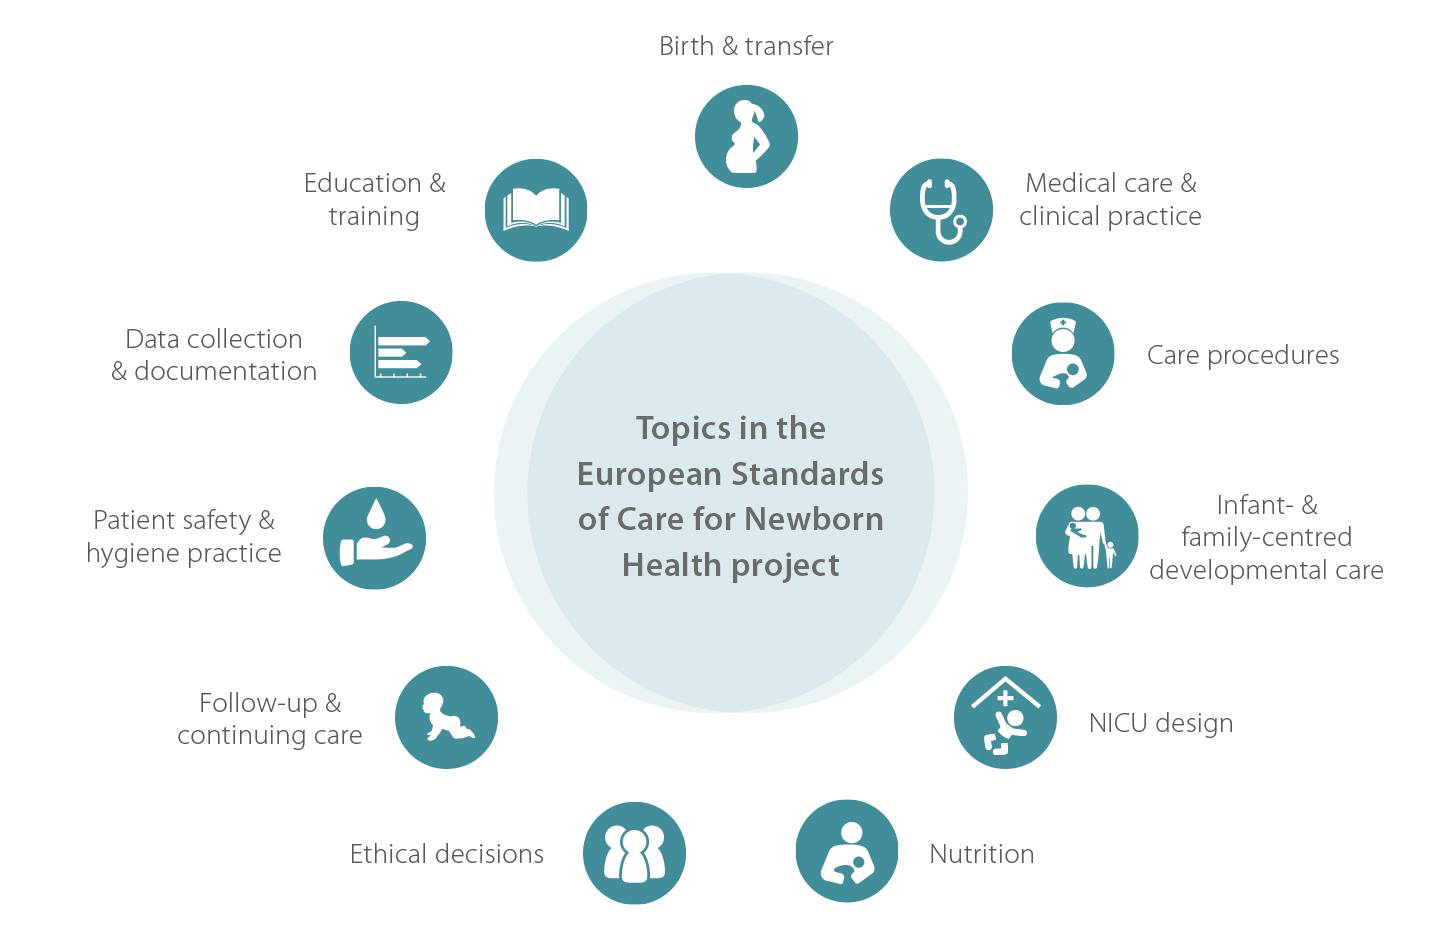 Birth & transfer
Education &
training
Medical care &
clinical practice
Data collection
& documentation
Care procedures
Topics in the
European Standards
of Care for Newborn
Health project
Patient safety &
hygiene practice
Infant- &
family-centred
developmental care
Follow-up &
continuing care
NICU design
Ethical decisions
Nutrition